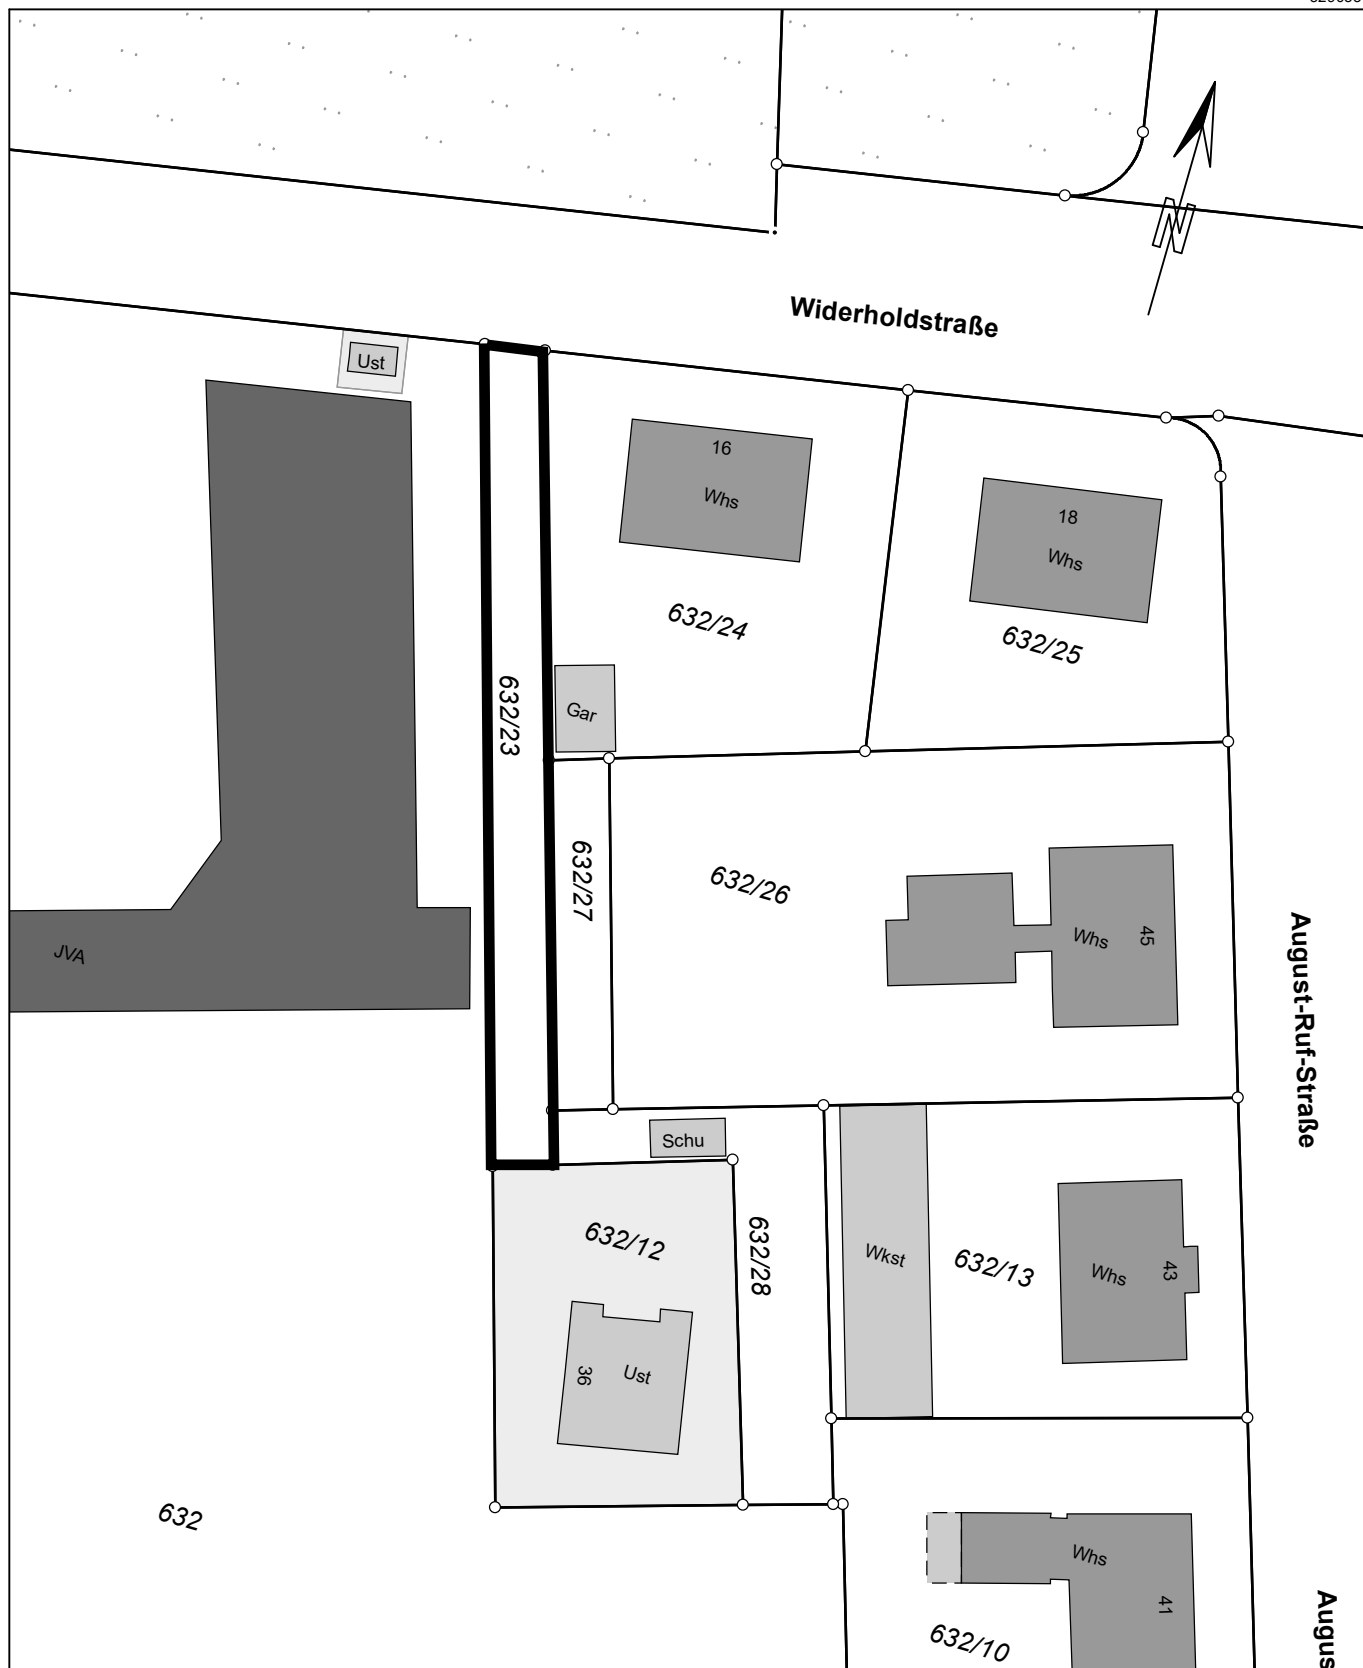 N
Widerholdstraße
Ust
16
Whs
18
Whs
632/24
632/25
632/23
Gar
632/27
632/26
Whs
45
JVA
August-Ruf-Straße
Schu
632/12
632/28
Wkst
632/13
Whs
43
36
Ust
632
Whs
41
632/10
Augus